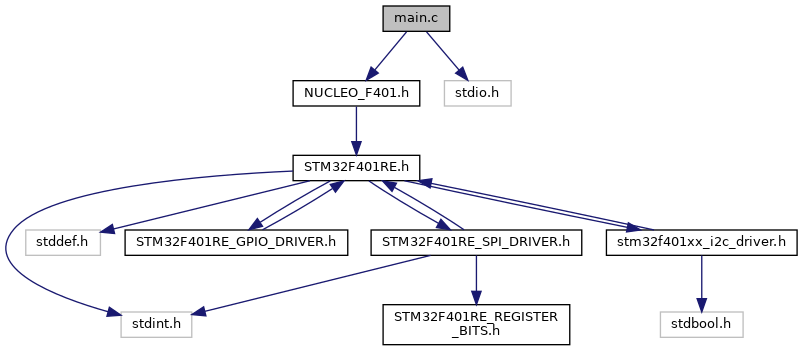 main.c
NUCLEO_F401.h
stdio.h
STM32F401RE.h
stddef.h
STM32F401RE_GPIO_DRIVER.h
STM32F401RE_SPI_DRIVER.h
stm32f401xx_i2c_driver.h
stdint.h
STM32F401RE_REGISTER
_BITS.h
stdbool.h